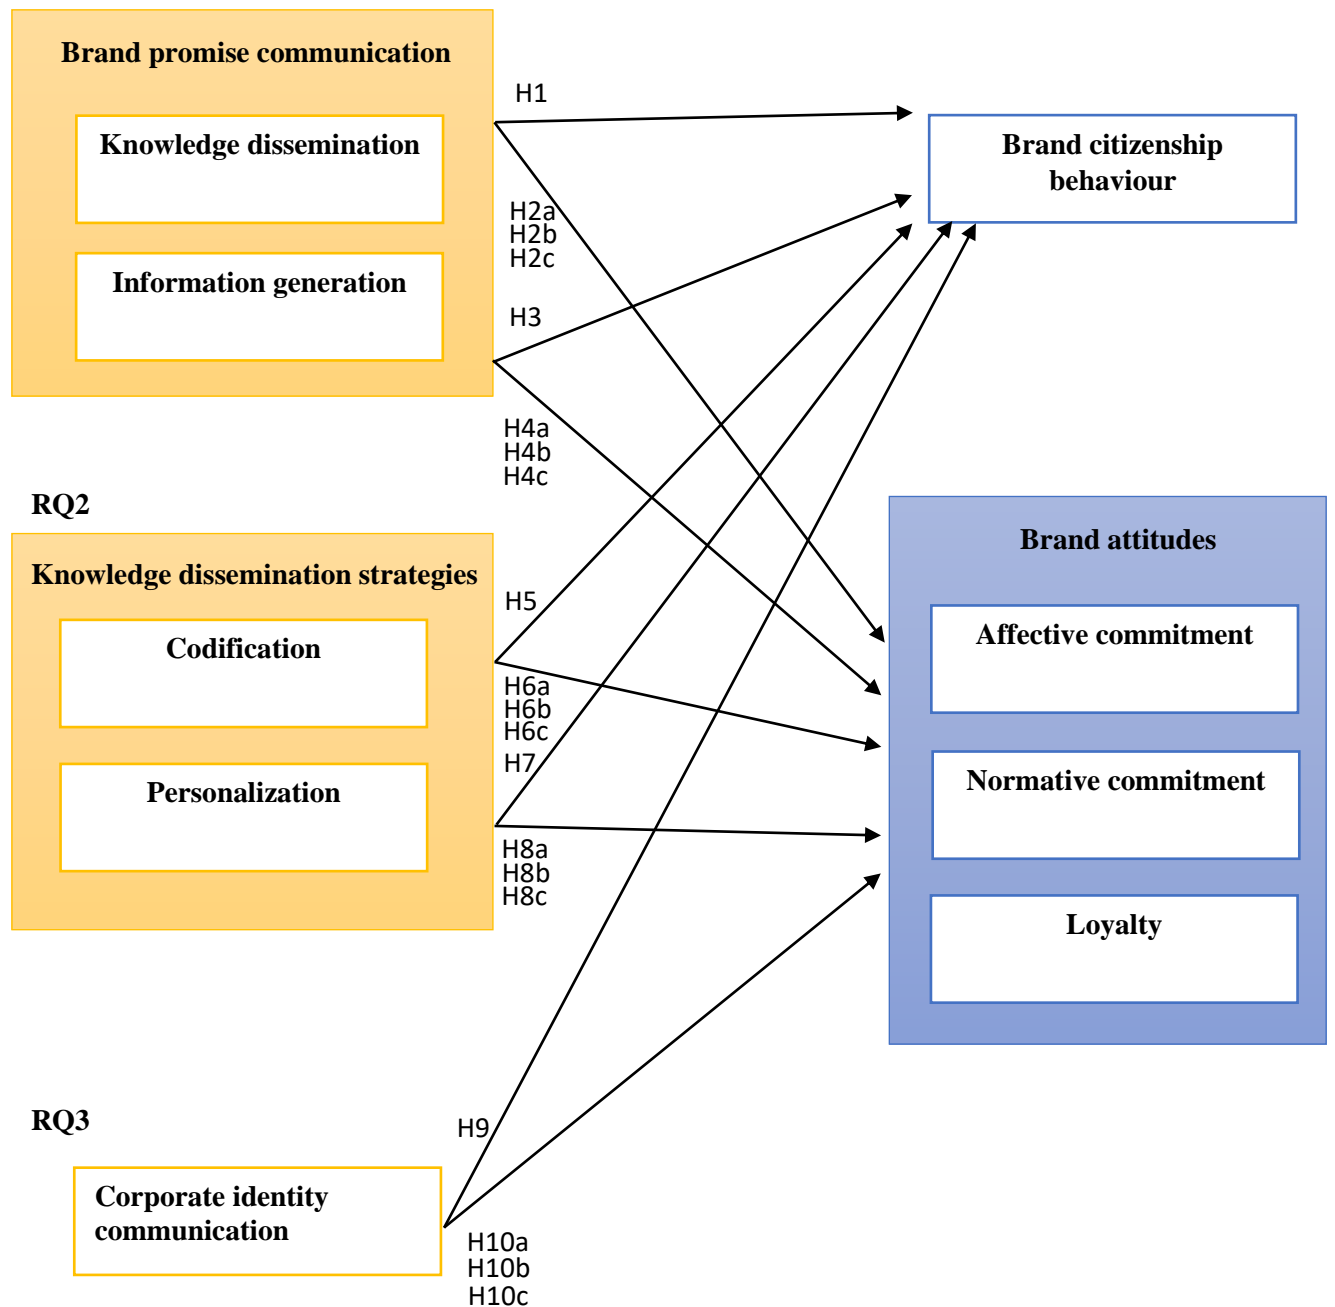 Brand promise communication
Knowledge dissemination
Information generation
H1
H2a
H2b
H2c
H3
H4a
H4b
H4c
Brand citizenship
behaviour
RQ2
Knowledge dissemination strategies
Codification
Personalization
H5
H6a
H6b
H6c
H7
H8a
H8b
H8c
Brand attitudes
Affective commitment
Normative commitment
Loyalty
RQ3
Corporate identity
communication
H9
H10a
H10b
H10c